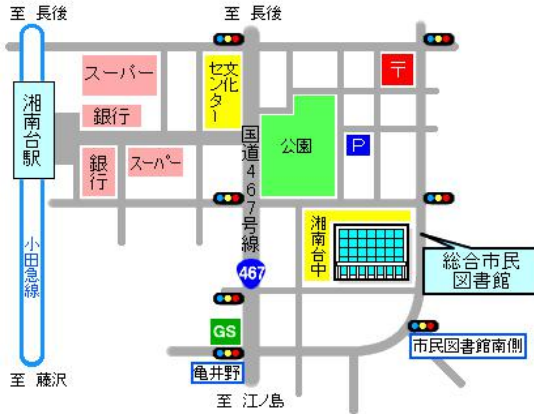 至 長後
至 長後
スーパー
文化
センター
〒
湘南台駅
銀行
国道467号線
公園
P
銀行
スーパー
小田急線
湘南台中
総合市民
図書館
467
GS
市民図書館南側
亀井野
至 藤沢
至 江ノ島